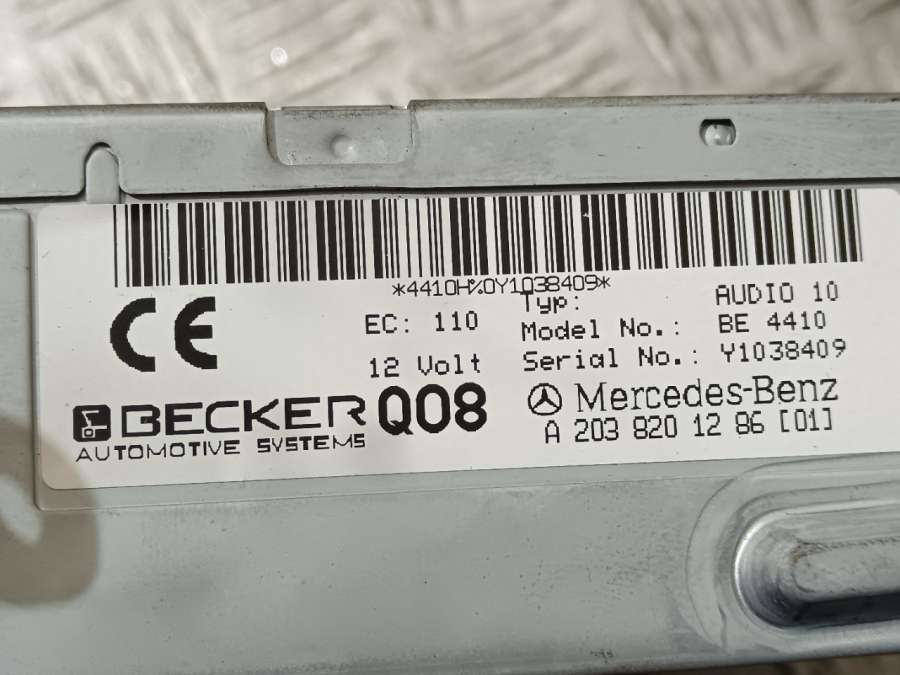 *4410H%0Y1038409*
CE
EC: 110
12 Volt
Typ: AUDIO 10
Model No.: BE 4410
Serial No.: Y1038409
BECKER Q08
AUTOMOTIVE SYSTEMS
Mercedes-Benz
A 203 820 12 86 [01]